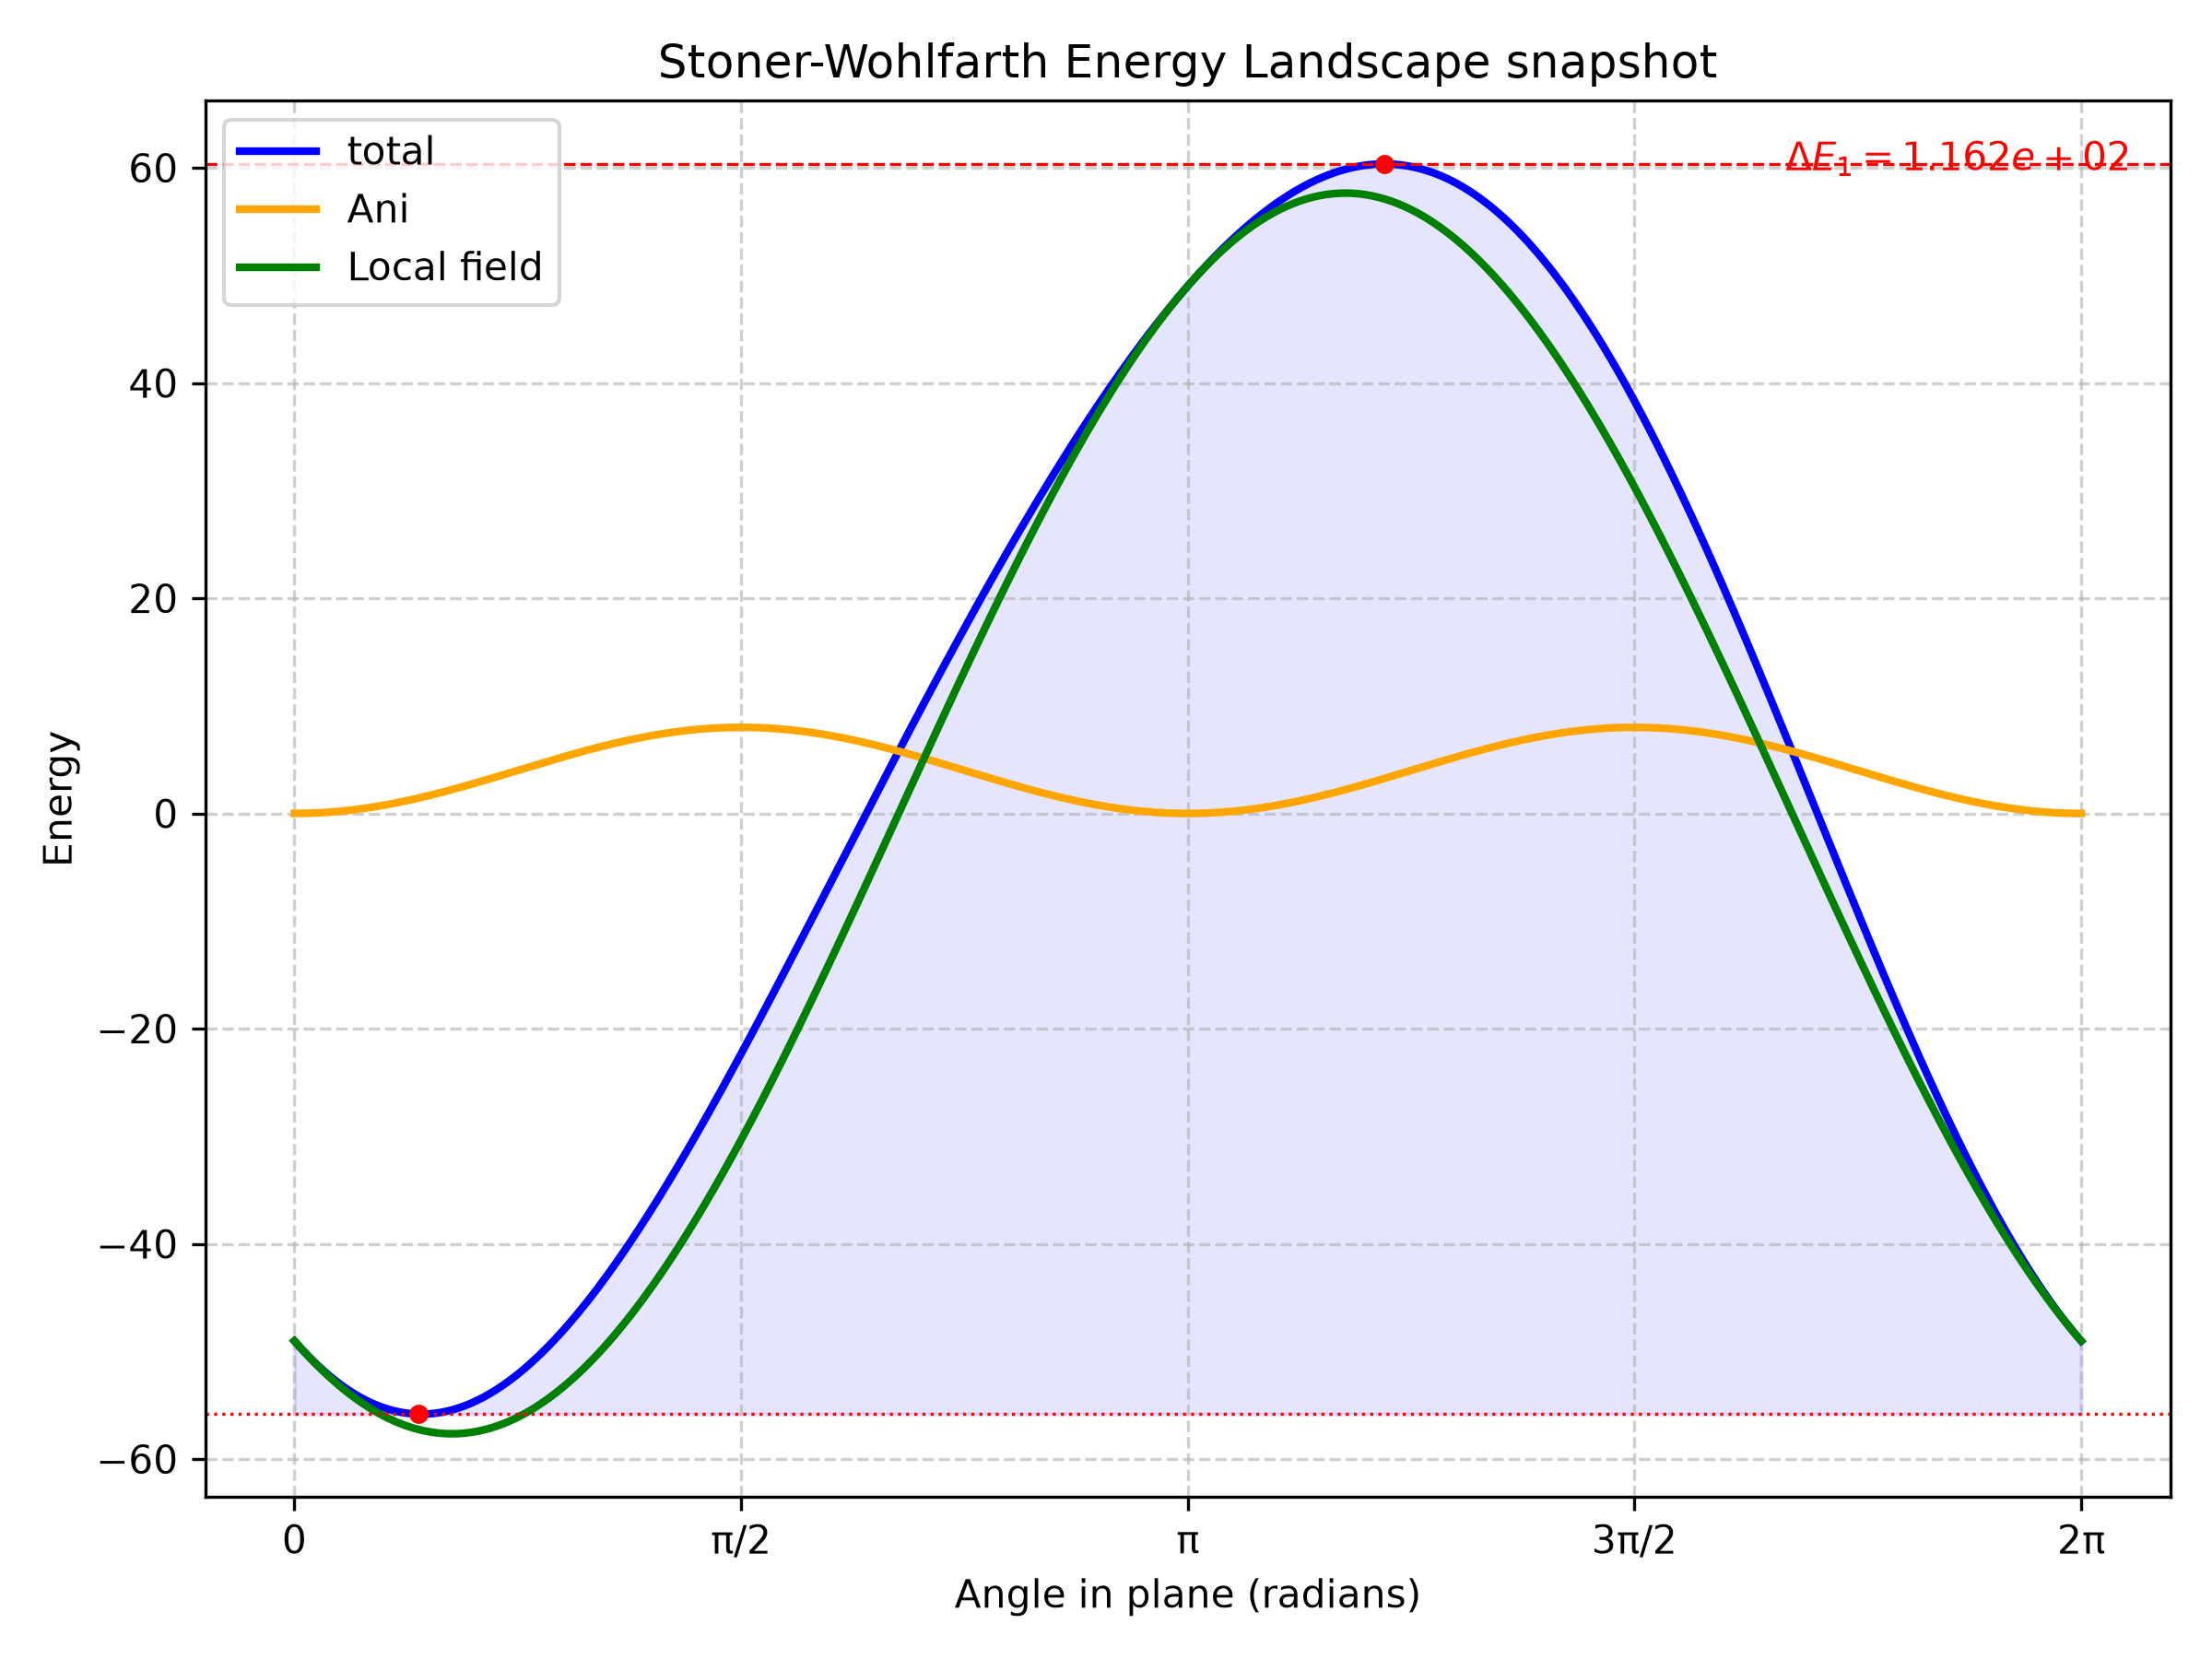 Stoner-Wohlfarth Energy Landscape snapshot
total
Ani
Local field
ΔE₁ = 1.162e + 02
60
40
20
0
−20
−40
−60
Energy
0
π/2
π
3π/2
2π
Angle in plane (radians)